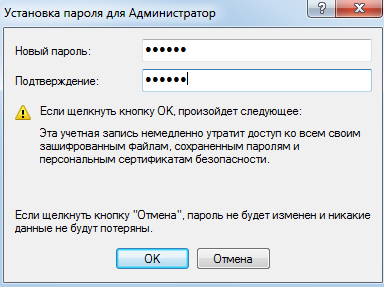 Установка пароля для Администратор
Новый пароль: ••••••
Подтверждение: ••••••
Если щелкнуть кнопку OK, произойдет следующее:
Эта учетная запись немедленно утратит доступ ко всем своим
зашифрованным файлам, сохраненным паролям и
персональным сертификатам безопасности.
Если щелкнуть кнопку "Отмена", пароль не будет изменен и никакие
данные не будут потеряны.
OK Отмена